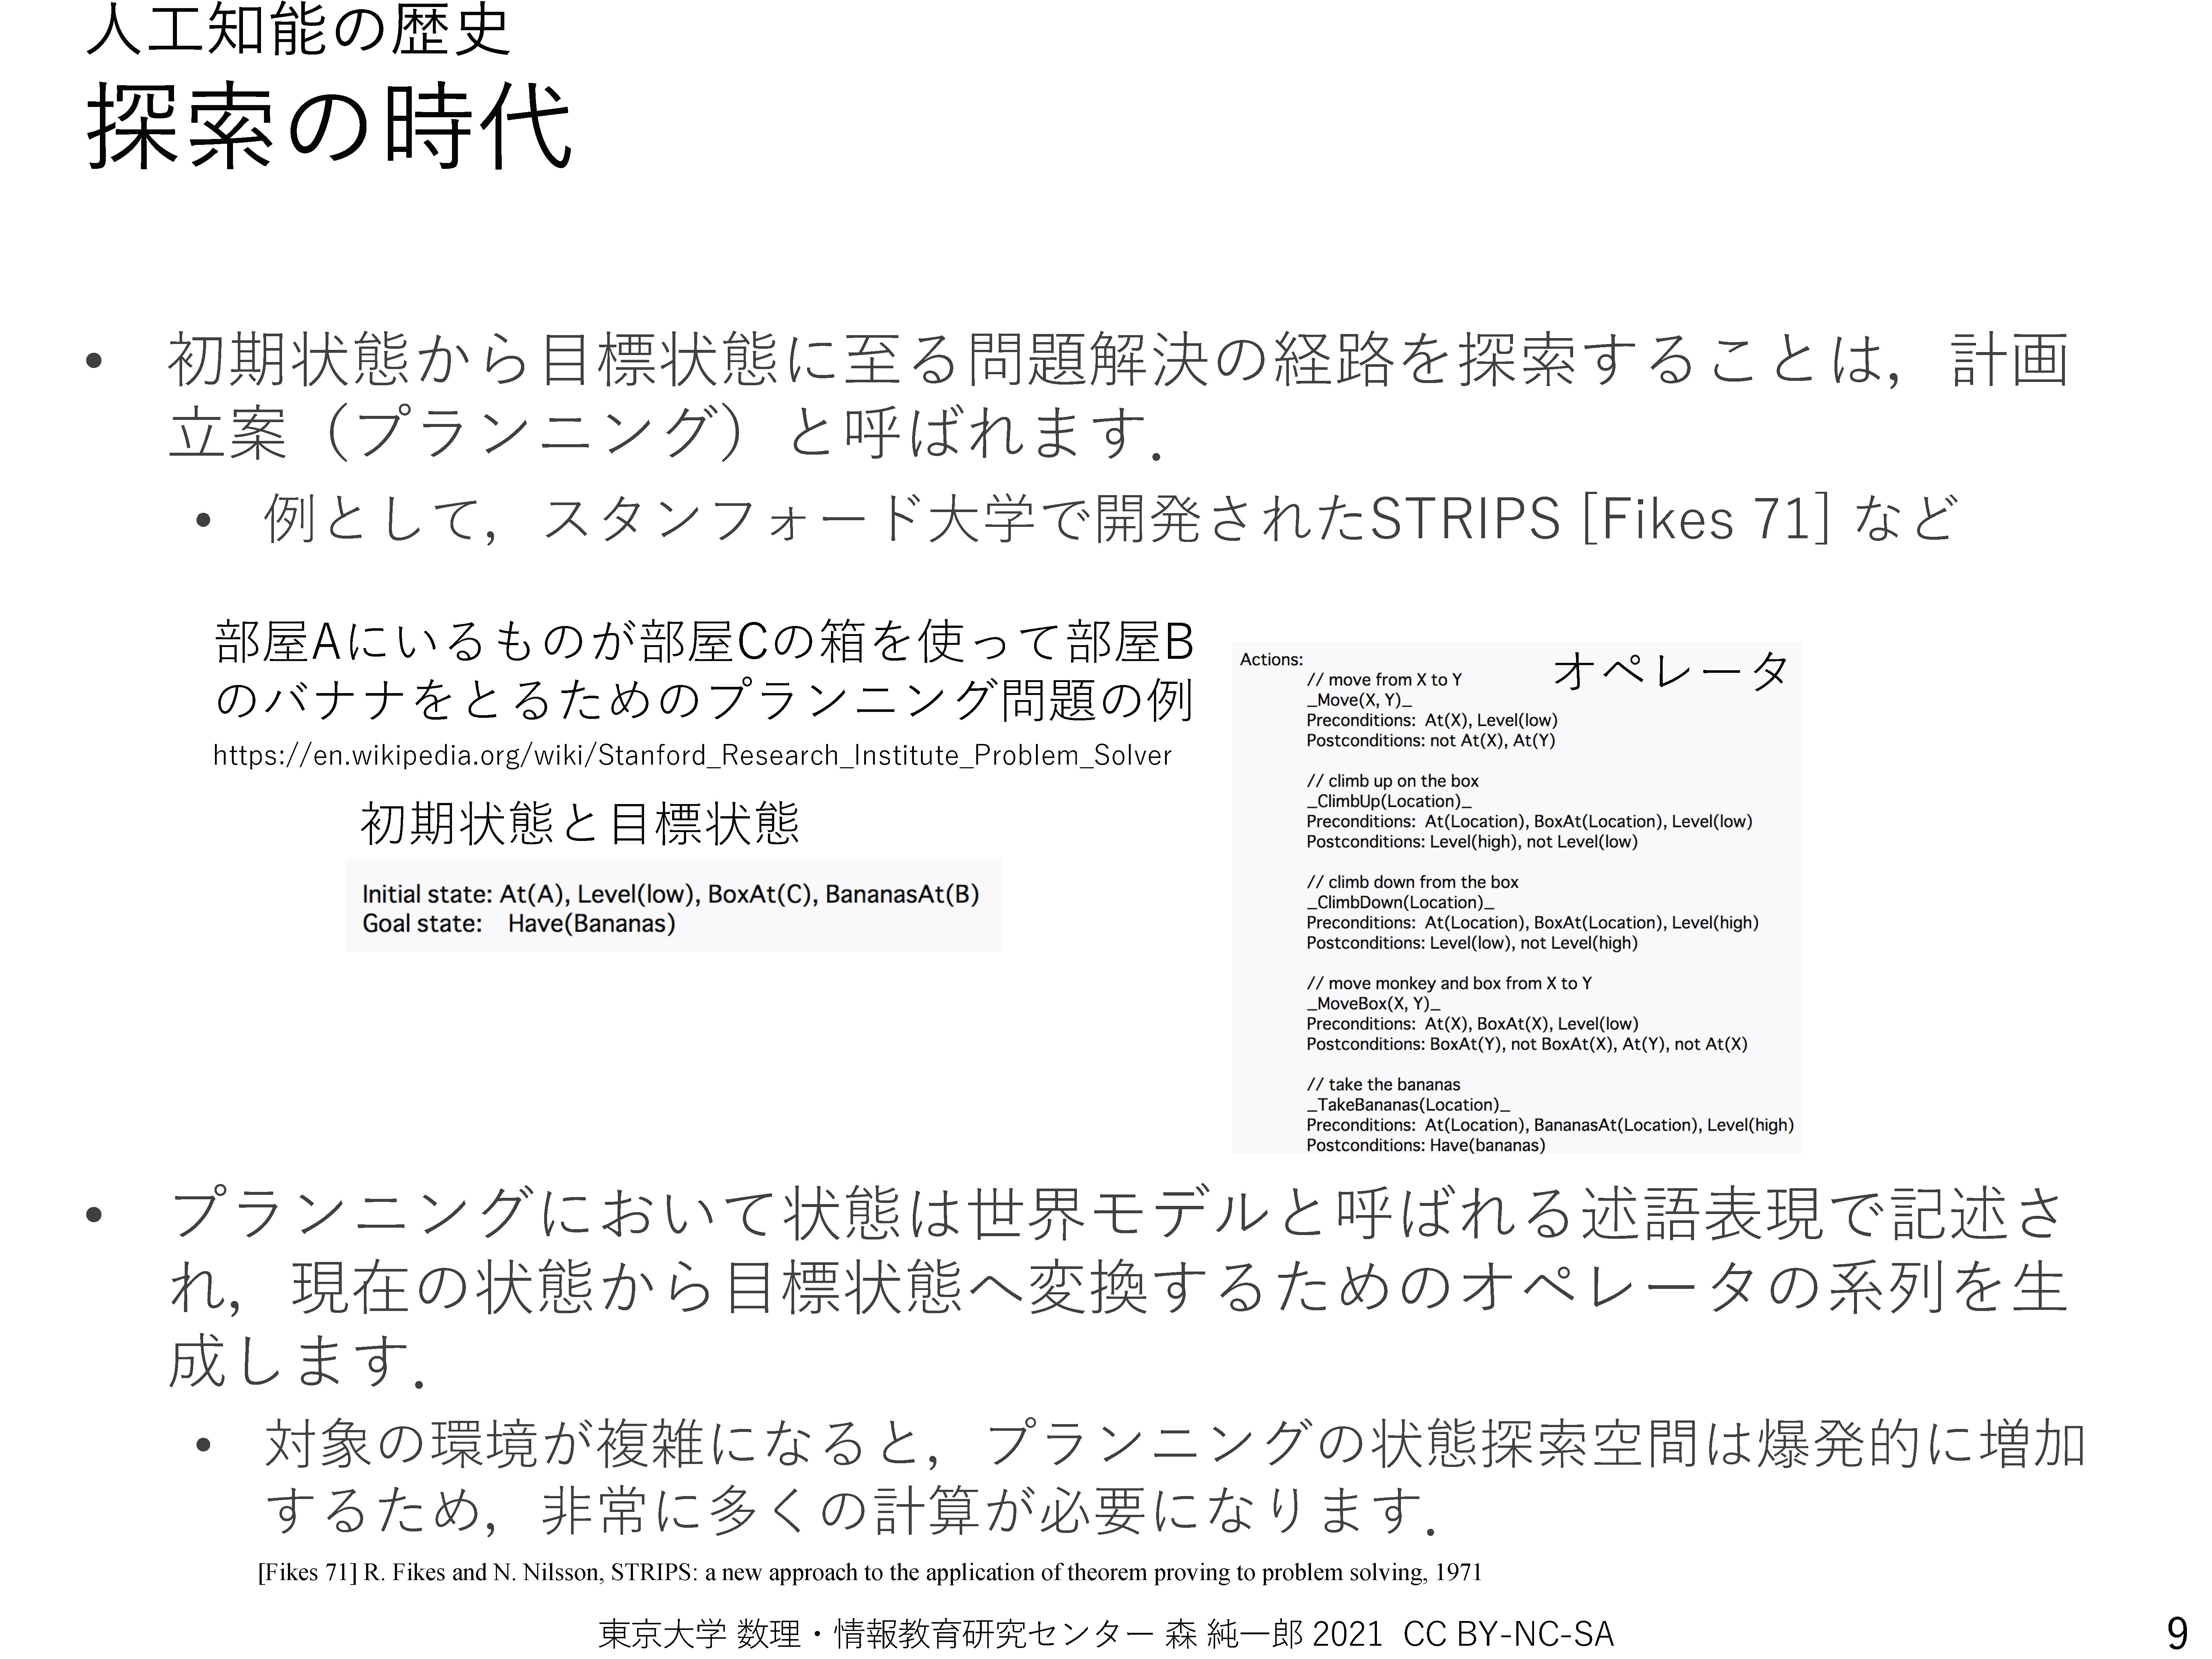 人工知能の歴史
探索の時代
• 初期状態から目標状態に至る問題解決の経路を探索することは，計画
立案（プランニング）と呼ばれます．
• 例として，スタンフォード大学で開発されたSTRIPS [Fikes 71] など
部屋Aにいるものが部屋Cの箱を使って部屋B
のバナナをとるためのプランニング問題の例
https://en.wikipedia.org/wiki/Stanford_Research_Institute_Problem_Solver
初期状態と目標状態
Initial state: At(A), Level(low), BoxAt(C), BananasAt(B)
Goal state: Have(Bananas)
オペレータ
Actions:
// move from X to Y
_Move(X, Y)_
Preconditions: At(X), Level(low)
Postconditions: not At(X), At(Y)
// climb up on the box
_ClimbUp(Location)_
Preconditions: At(Location), BoxAt(Location), Level(low)
Postconditions: Level(high), not Level(low)
// climb down from the box
_ClimbDown(Location)_
Preconditions: At(Location), BoxAt(Location), Level(high)
Postconditions: Level(low), not Level(high)
// move monkey and box from X to Y
_MoveBox(X, Y)_
Preconditions: At(X), BoxAt(X), Level(low)
Postconditions: BoxAt(Y), not BoxAt(X), At(Y), not At(X)
// take the bananas
_TakeBananas(Location)_
Preconditions: At(Location), BananasAt(Location), Level(high)
Postconditions: Have(bananas)
• プランニングにおいて状態は世界モデルと呼ばれる述語表現で記述さ
れ，現在の状態から目標状態へ変換するためのオペレータの系列を生
成します．
• 対象の環境が複雑になると，プランニングの状態探索空間は爆発的に増加
するため，非常に多くの計算が必要になります．
[Fikes 71] R. Fikes and N. Nilsson, STRIPS: a new approach to the application of theorem proving to problem solving, 1971
東京大学 数理・情報教育研究センター 森 純一郎 2021 CC BY-NC-SA
9